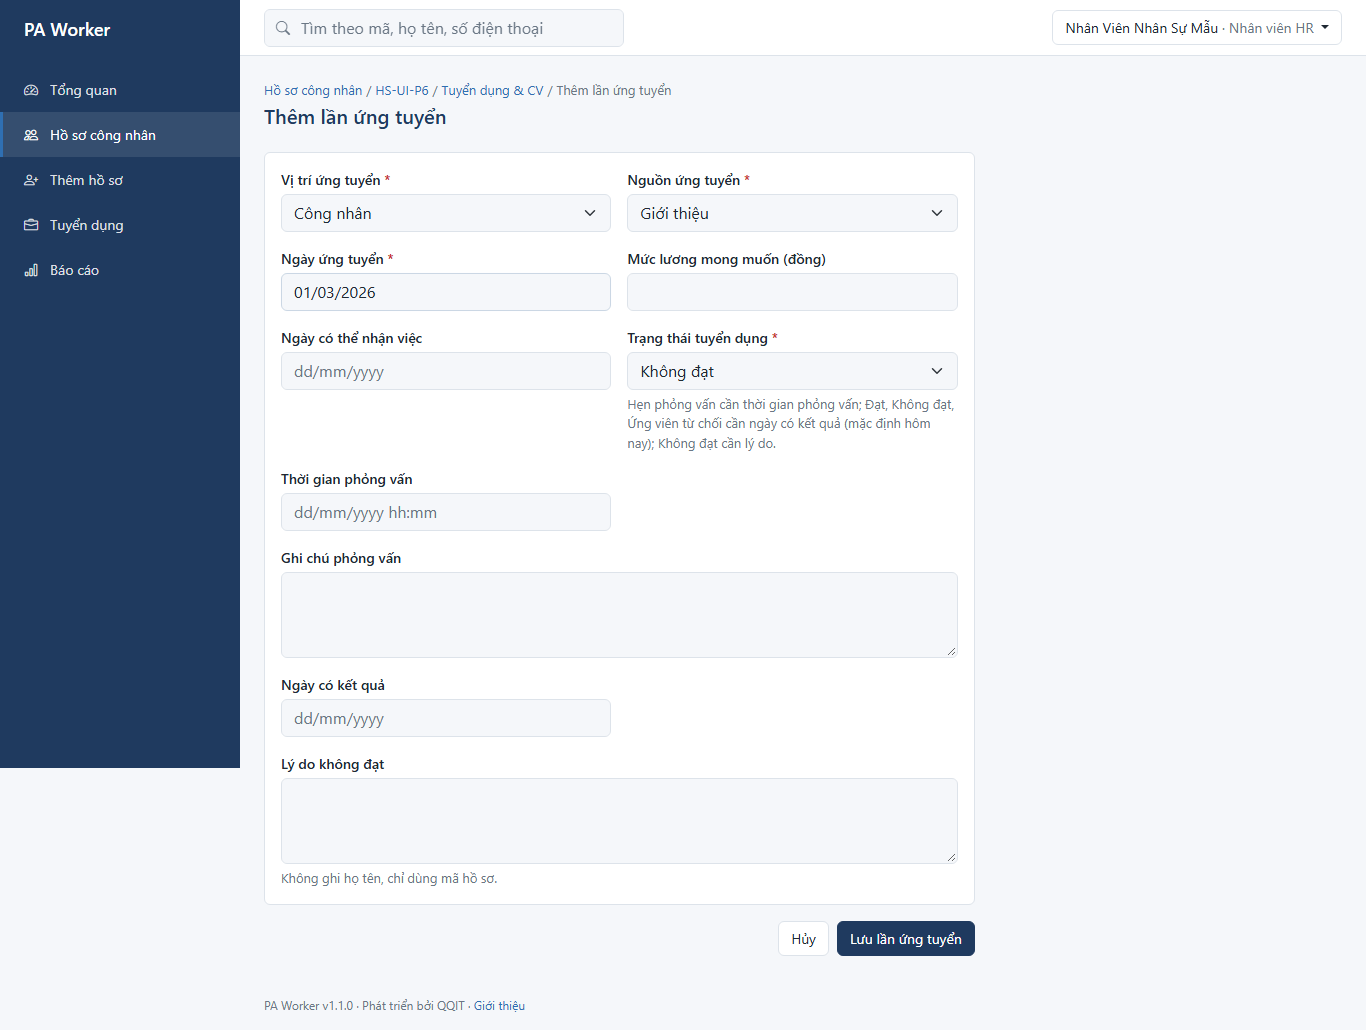 PA Worker
Tìm theo mã, họ tên, số điện thoại
Nhân Viên Nhân Sự Mẫu · Nhân viên HR
Tổng quan
Hồ sơ công nhân
Thêm hồ sơ
Tuyển dụng
Báo cáo
Hồ sơ công nhân / HS-UI-P6 / Tuyển dụng & CV / Thêm lần ứng tuyển
Thêm lần ứng tuyển
Vị trí ứng tuyển *
Nguồn ứng tuyển *
Công nhân
Giới thiệu
Ngày ứng tuyển *
Mức lương mong muốn (đồng)
01/03/2026
Ngày có thể nhận việc
Trạng thái tuyển dụng *
dd/mm/yyyy
Không đạt
Hẹn phỏng vấn cần thời gian phỏng vấn; Đạt, Không đạt,
Ứng viên từ chối cần ngày có kết quả (mặc định hôm
nay); Không đạt cần lý do.
Thời gian phỏng vấn
dd/mm/yyyy hh:mm
Ghi chú phỏng vấn
Ngày có kết quả
dd/mm/yyyy
Lý do không đạt
Không ghi họ tên, chỉ dùng mã hồ sơ.
Hủy
Lưu lần ứng tuyển
PA Worker v1.1.0 · Phát triển bởi QQIT · Giới thiệu